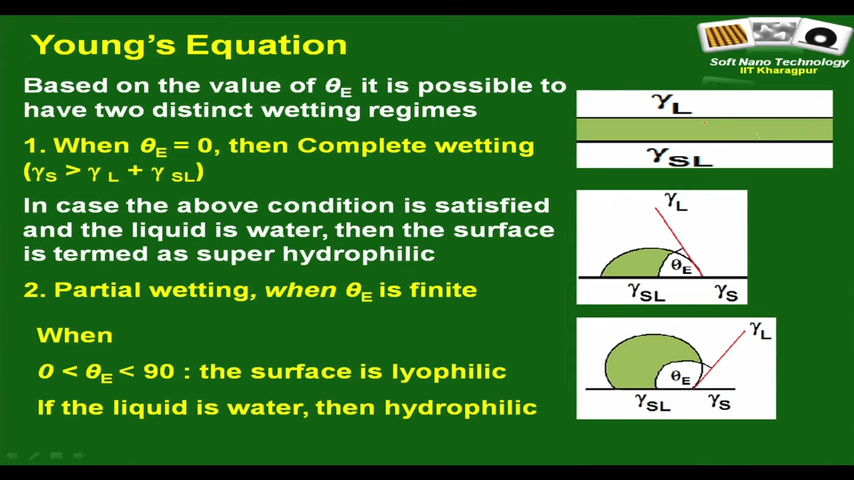 Young's Equation
Soft Nano Technology
IIT Kharagpur
Based on the value of θE it is possible to
have two distinct wetting regimes
1. When θE = 0, then Complete wetting
(γS > γ L + γ SL)
In case the above condition is satisfied
and the liquid is water, then the surface
is termed as super hydrophilic
2. Partial wetting, when θE is finite
When
0 < θE < 90 : the surface is lyophilic
If the liquid is water, then hydrophilic
γL
γSL
γL
θE
γSL γS
γL
θE
γSL γS